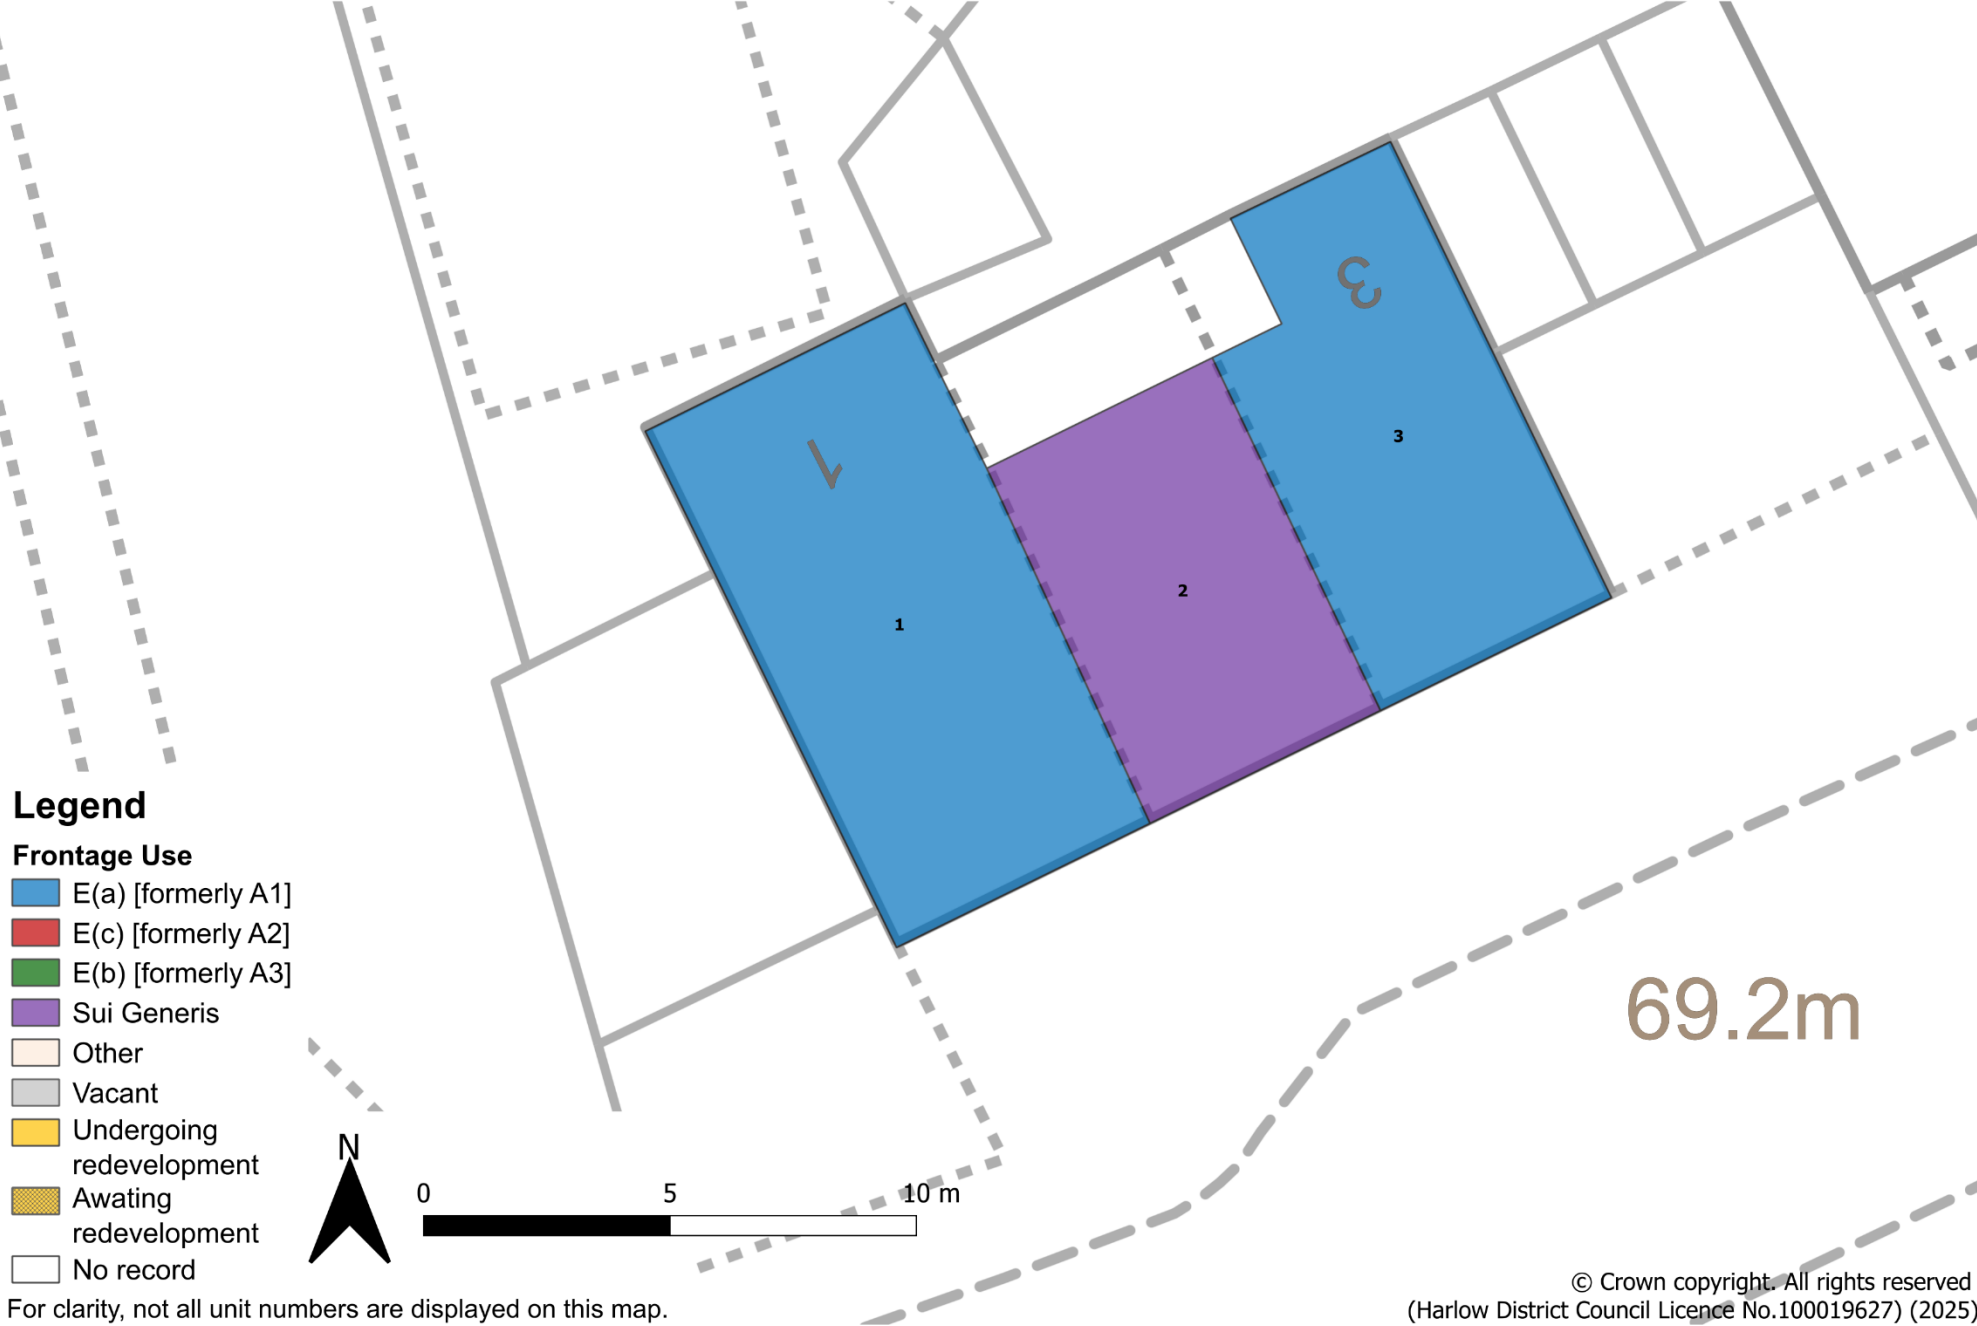 3
1
3
2
1
Legend
Frontage Use
E(a) [formerly A1]
E(c) [formerly A2]
E(b) [formerly A3]
Sui Generis
Other
Vacant
Undergoing
redevelopment
Awating
redevelopment
No record
69.2m
N
0 5 10 m
For clarity, not all unit numbers are displayed on this map.
© Crown copyright. All rights reserved
(Harlow District Council Licence No.100019627) (2025)